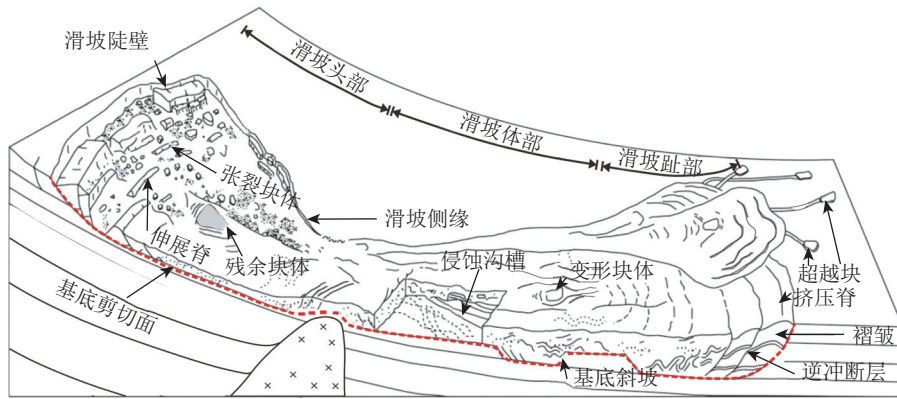 滑坡陡壁
滑坡头部
滑坡体部
滑坡趾部
张裂块体
滑坡侧缘
伸展脊
残余块体
侵蚀沟槽
变形块体
超越块
挤压脊
基底剪切面
褶皱
基底斜坡
逆冲断层